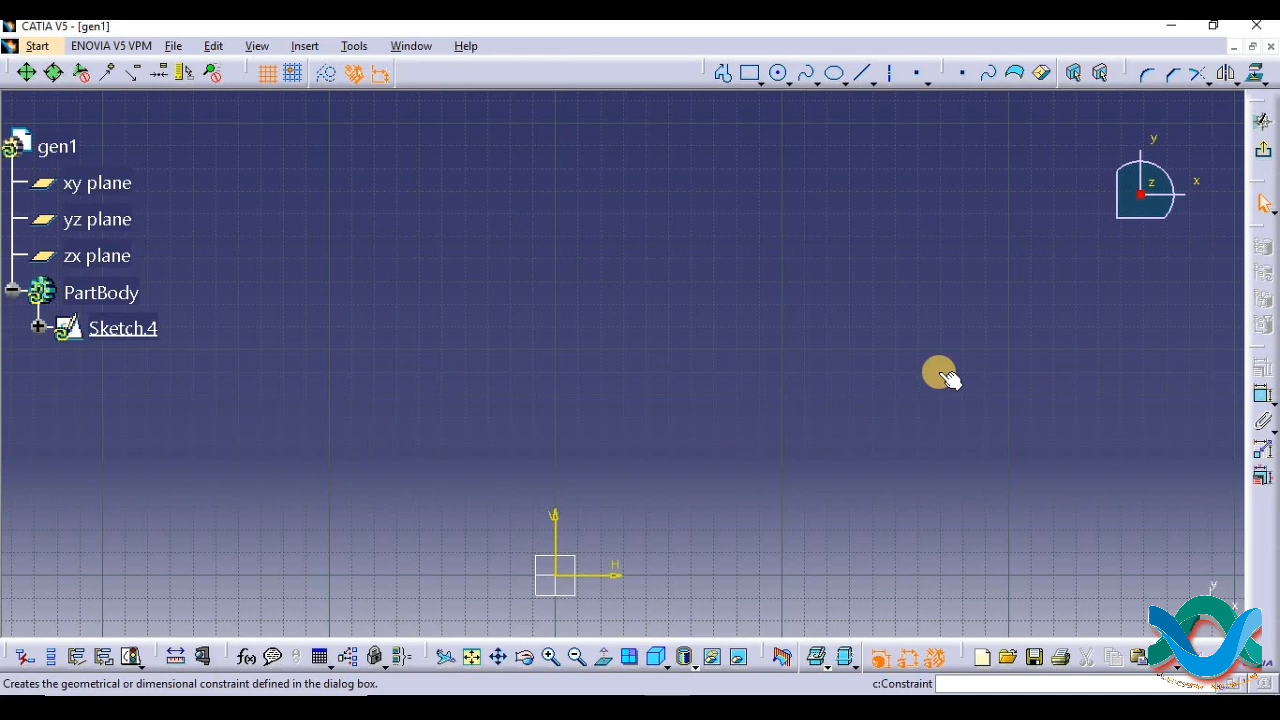 CATIA V5 - [gen1]
Start ENOVIA V5 VPM File Edit View Insert Tools Window Help
gen1
xy plane
yz plane
zx plane
PartBody
Sketch.4
y
z x
V
H
y
x
f(x)
Creates the geometrical or dimensional constraint defined in the dialog box.
c:Constraint